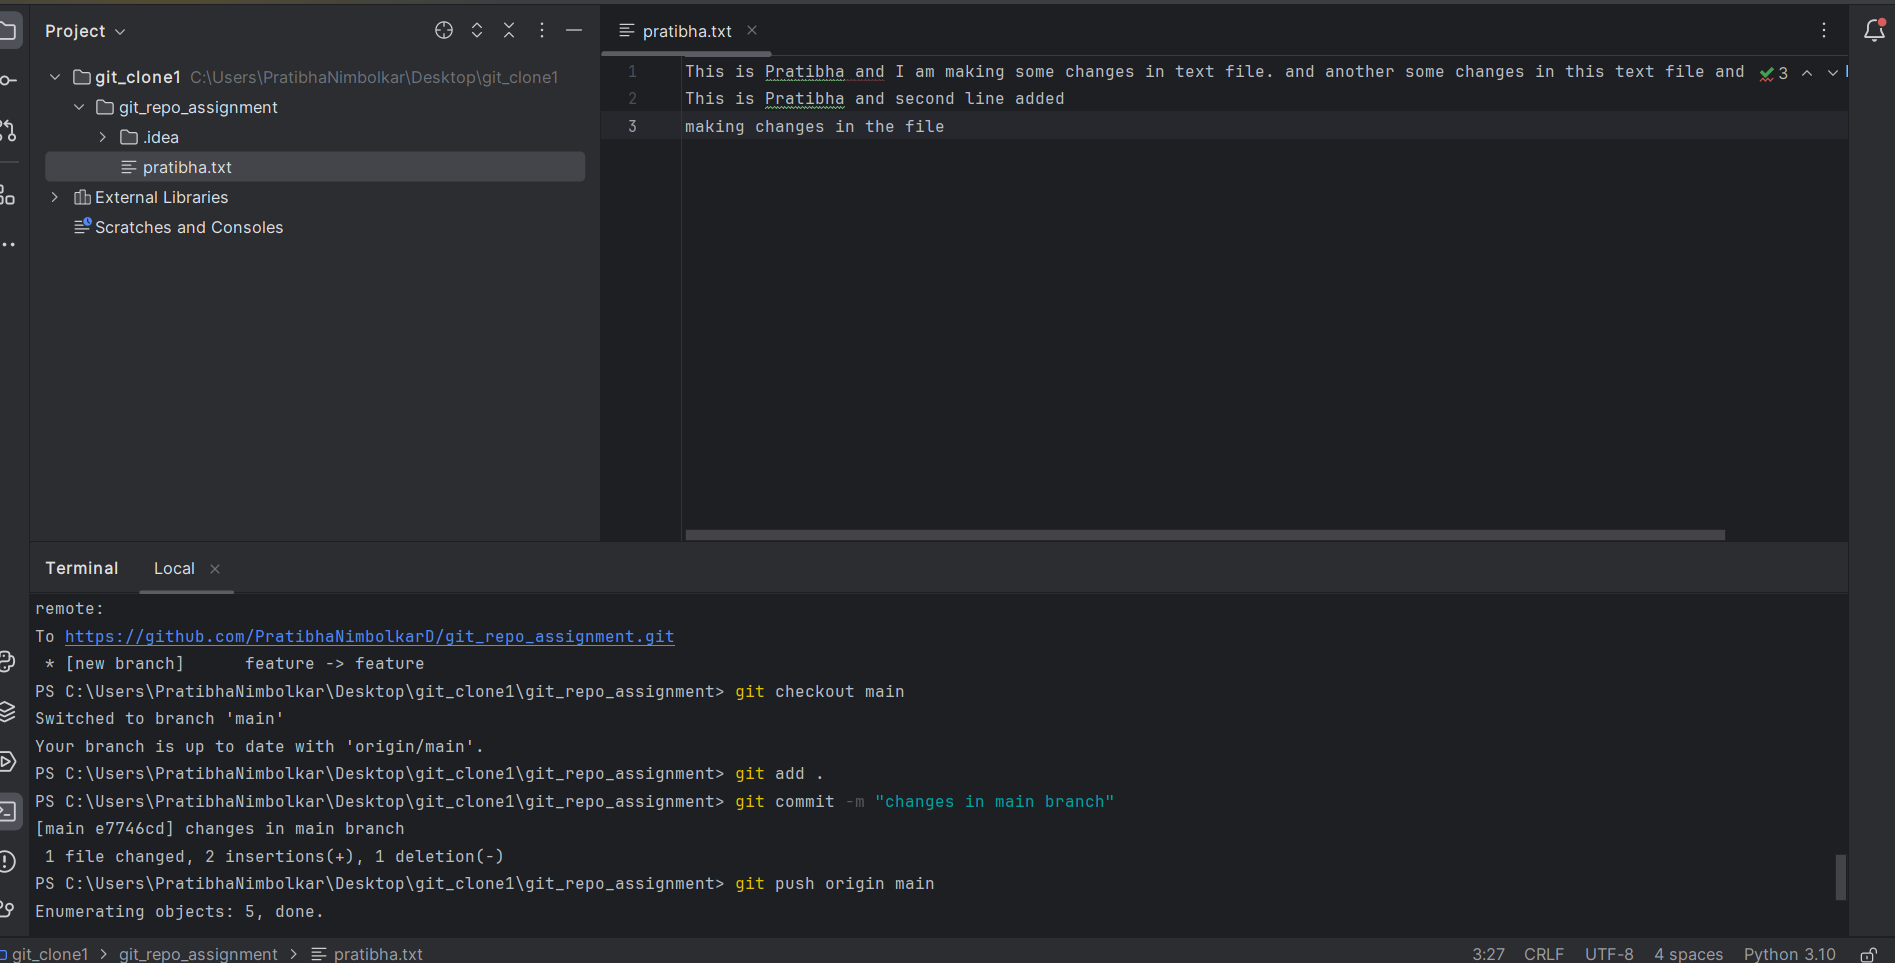 Project
git_clone1 C:\Users\PratibhaNimbolkar\Desktop\git_clone1
git_repo_assignment
.idea
pratibha.txt
External Libraries
Scratches and Consoles
pratibha.txt
1 This is Pratibha and I am making some changes in text file. and another some changes in this text file and
3
2 This is Pratibha and second line added
3 making changes in the file
Terminal Local
remote:
To https://github.com/PratibhaNimbolkarD/git_repo_assignment.git
* [new branch] feature -> feature
PS C:\Users\PratibhaNimbolkar\Desktop\git_clone1\git_repo_assignment> git checkout main
Switched to branch 'main'
Your branch is up to date with 'origin/main'.
PS C:\Users\PratibhaNimbolkar\Desktop\git_clone1\git_repo_assignment> git add .
PS C:\Users\PratibhaNimbolkar\Desktop\git_clone1\git_repo_assignment> git commit -m "changes in main branch"
[main e7746cd] changes in main branch
1 file changed, 2 insertions(+), 1 deletion(-)
PS C:\Users\PratibhaNimbolkar\Desktop\git_clone1\git_repo_assignment> git push origin main
Enumerating objects: 5, done.
git_clone1 > git_repo_assignment > pratibha.txt
3:27 CRLF UTF-8 4 spaces Python 3.10